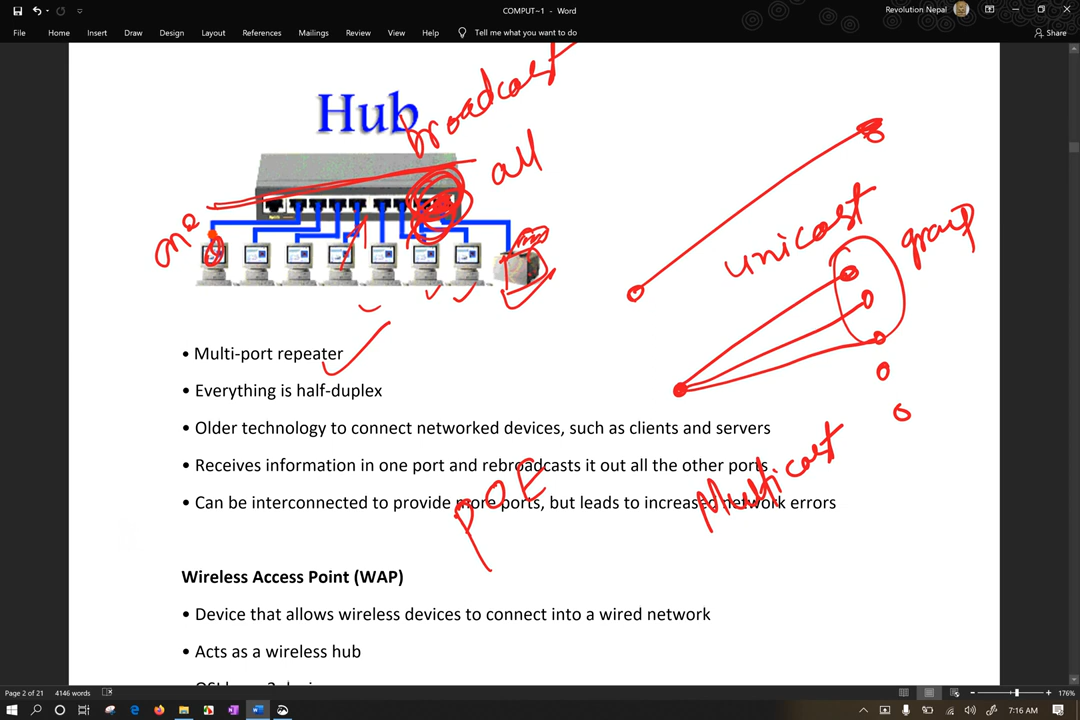 COMPUT~1 - Word
Revolution Nepal
File Home Insert Draw Design Layout References Mailings Review View Help Tell me what you want to do Share
Hub
broadcast
all
one
unicast
group
Multicast
POE
• Multi-port repeater
• Everything is half-duplex
• Older technology to connect networked devices, such as clients and servers
• Receives information in one port and rebroadcasts it out all the other ports
• Can be interconnected to provide more ports, but leads to increased network errors
Wireless Access Point (WAP)
• Device that allows wireless devices to connect into a wired network
• Acts as a wireless hub
Page 2 of 21 4146 words 176%
7:16 AM